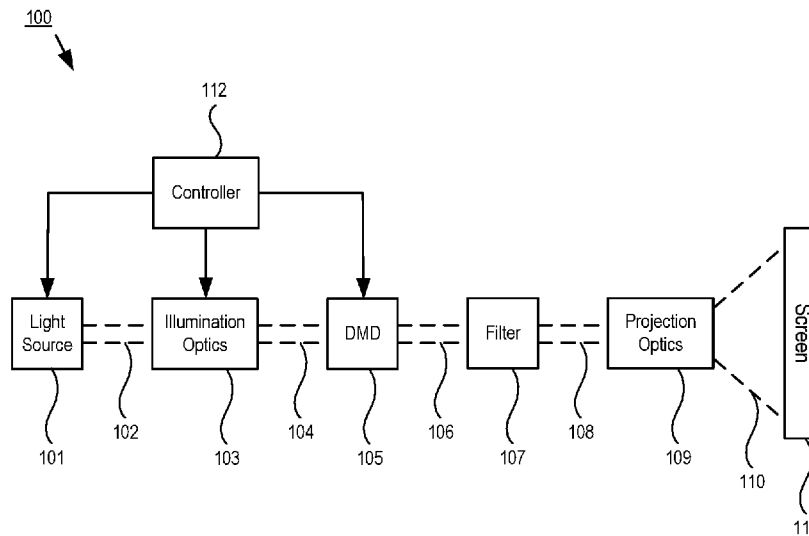 100
112
Controller
Light
Source
Illumination
Optics
DMD
Filter
Projection
Optics
Screen
101
102
103
104
105
106
107
108
109
110